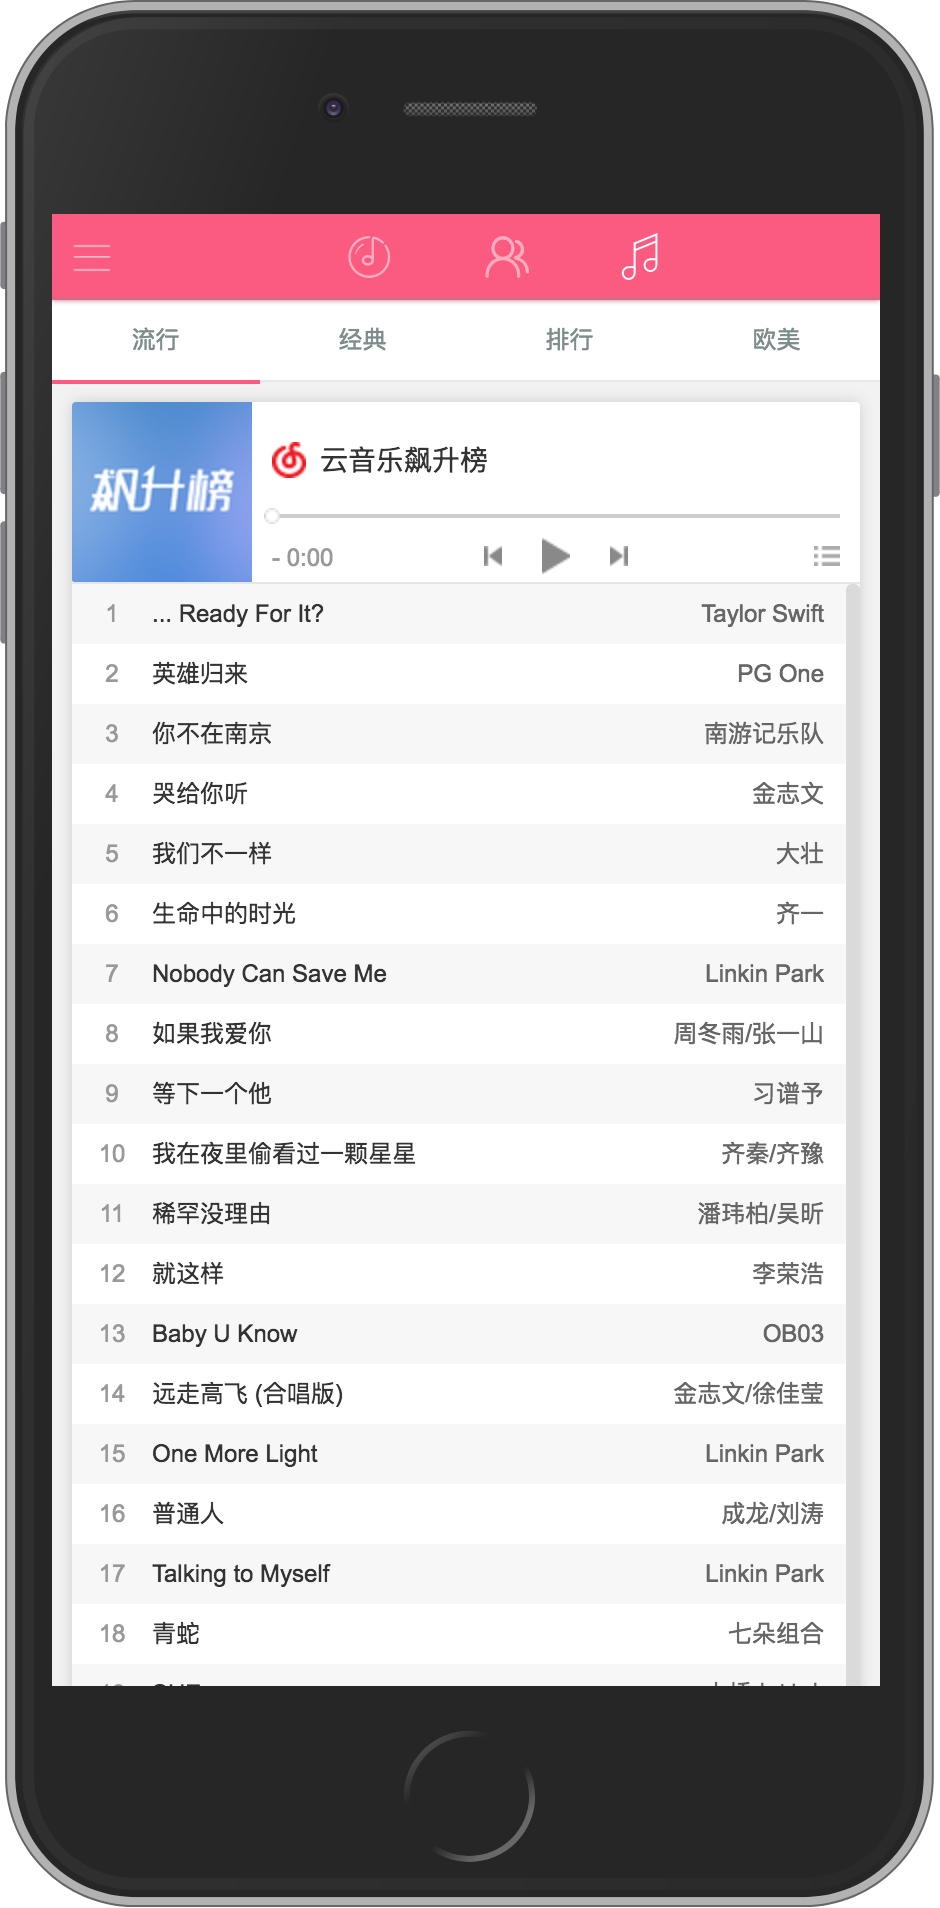 流行 经典 排行 欧美
飙升榜
云音乐飙升榜
- 0:00
1 ... Ready For It? Taylor Swift
2 英雄归来 PG One
3 你不在南京 南游记乐队
4 哭给你听 金志文
5 我们不一样 大壮
6 生命中的时光 齐一
7 Nobody Can Save Me Linkin Park
8 如果我爱你 周冬雨/张一山
9 等下一个他 习谱予
10 我在夜里偷看过一颗星星 齐秦/齐豫
11 稀罕没理由 潘玮柏/吴昕
12 就这样 李荣浩
13 Baby U Know OB03
14 远走高飞 (合唱版) 金志文/徐佳莹
15 One More Light Linkin Park
16 普通人 成龙/刘涛
17 Talking to Myself Linkin Park
18 青蛇 七朵组合